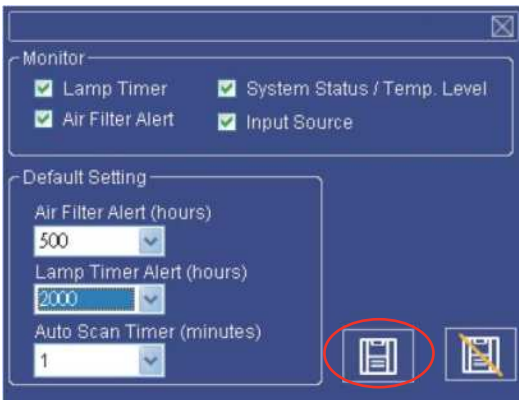 Monitor
Lamp Timer
System Status / Temp. Level
Air Filter Alert
Input Source
Default Setting
Air Filter Alert (hours)
500
Lamp Timer Alert (hours)
2000
Auto Scan Timer (minutes)
1